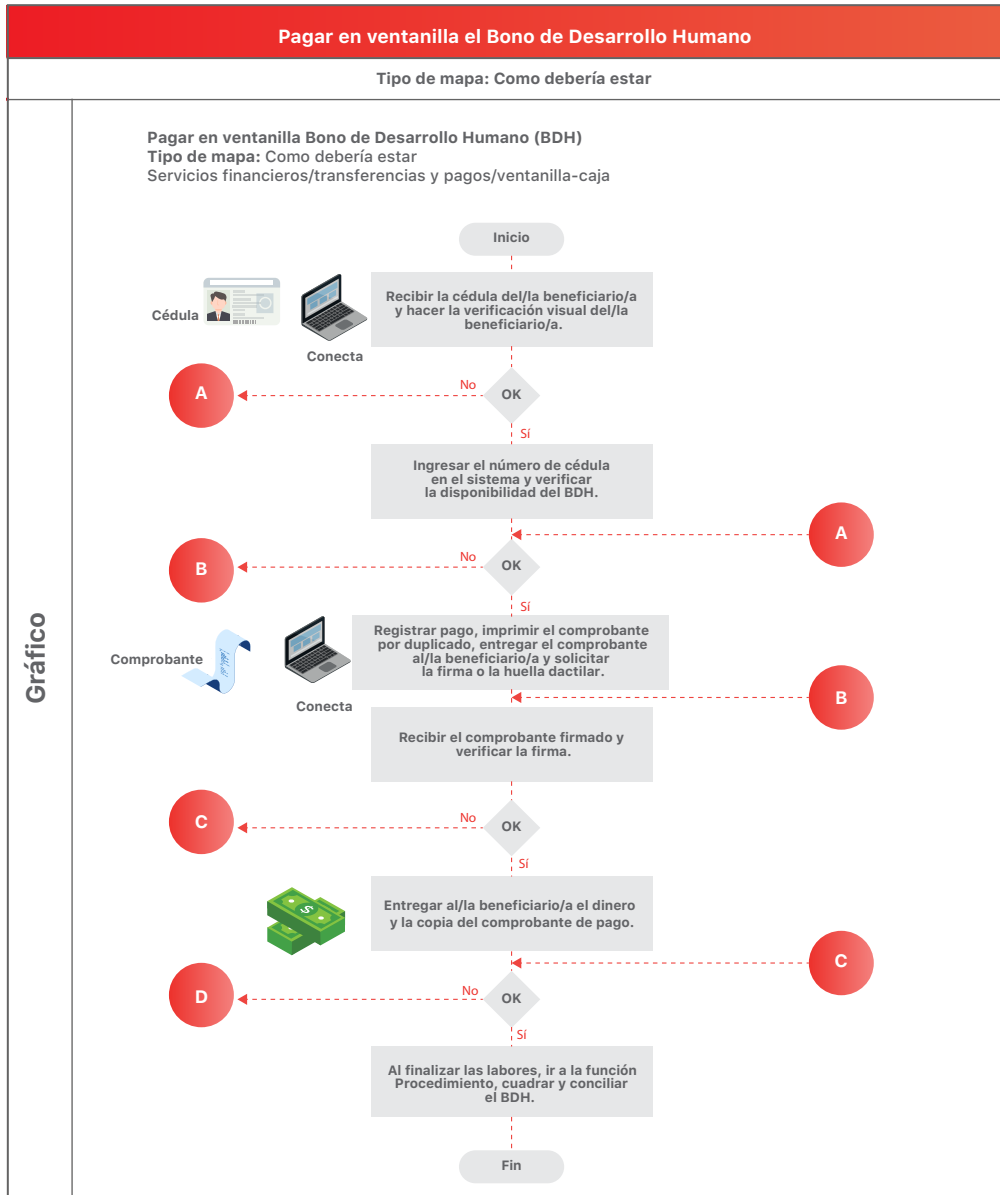 Pagar en ventanilla el Bono de Desarrollo Humano
Tipo de mapa: Como debería estar
Gráfico
Pagar en ventanilla Bono de Desarrollo Humano (BDH)
Tipo de mapa: Como debería estar
Servicios financieros/transferencias y pagos/ventanilla-caja
Inicio
Cédula
Conecta
Recibir la cédula del/la beneficiario/a
y hacer la verificación visual del/la
beneficiario/a.
A
No
OK
Sí
Ingresar el número de cédula
en el sistema y verificar
la disponibilidad del BDH.
A
B
No
OK
Sí
Comprobante
Conecta
Registrar pago, imprimir el comprobante
por duplicado, entregar el comprobante
al/la beneficiario/a y solicitar
la firma o la huella dactilar.
B
Recibir el comprobante firmado y
verificar la firma.
C
No
OK
Sí
Entregar al/la beneficiario/a el dinero
y la copia del comprobante de pago.
C
D
No
OK
Sí
Al finalizar las labores, ir a la función
Procedimiento, cuadrar y conciliar
el BDH.
Fin